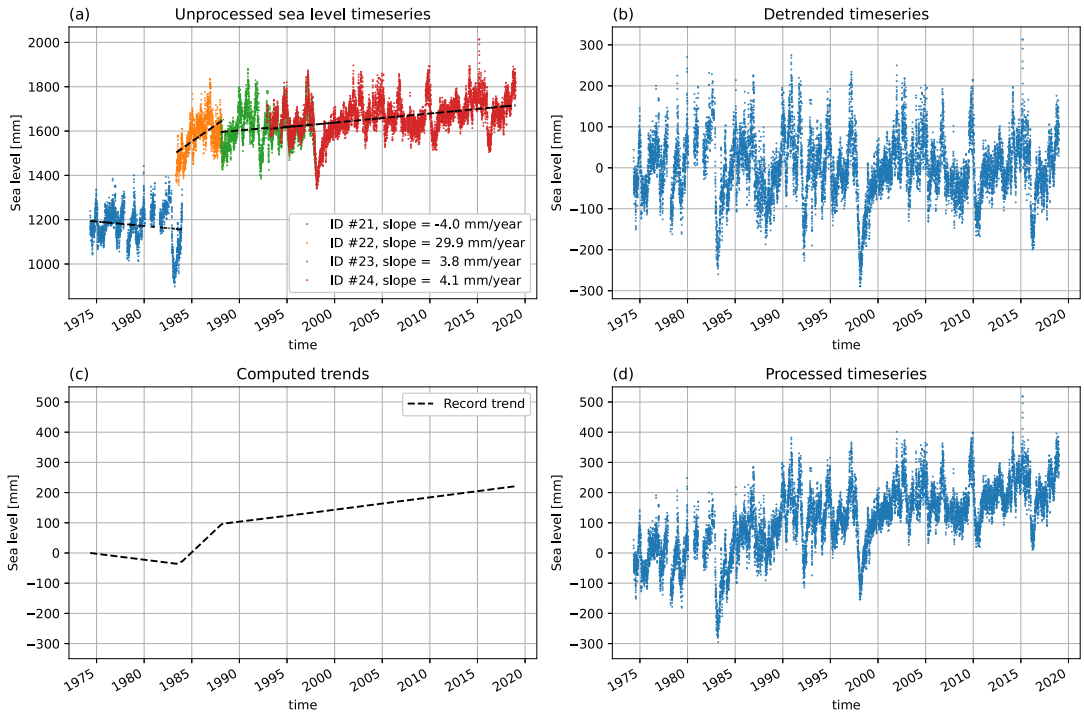 (a) Unprocessed sea level timeseries
Sea level [mm]
2000
1800
1600
1400
1200
1000
ID #21, slope = -4.0 mm/year
ID #22, slope = 29.9 mm/year
ID #23, slope = 3.8 mm/year
ID #24, slope = 4.1 mm/year
1975 1980 1985 1990 1995 2000 2005 2010 2015 2020
time
(b) Detrended timeseries
Sea level [mm]
300
200
100
0
−100
−200
−300
1975 1980 1985 1990 1995 2000 2005 2010 2015 2020
time
(c) Computed trends
Sea level [mm]
500
400
300
200
100
0
−100
−200
−300
Record trend
1975 1980 1985 1990 1995 2000 2005 2010 2015 2020
time
(d) Processed timeseries
Sea level [mm]
500
400
300
200
100
0
−100
−200
−300
1975 1980 1985 1990 1995 2000 2005 2010 2015 2020
time